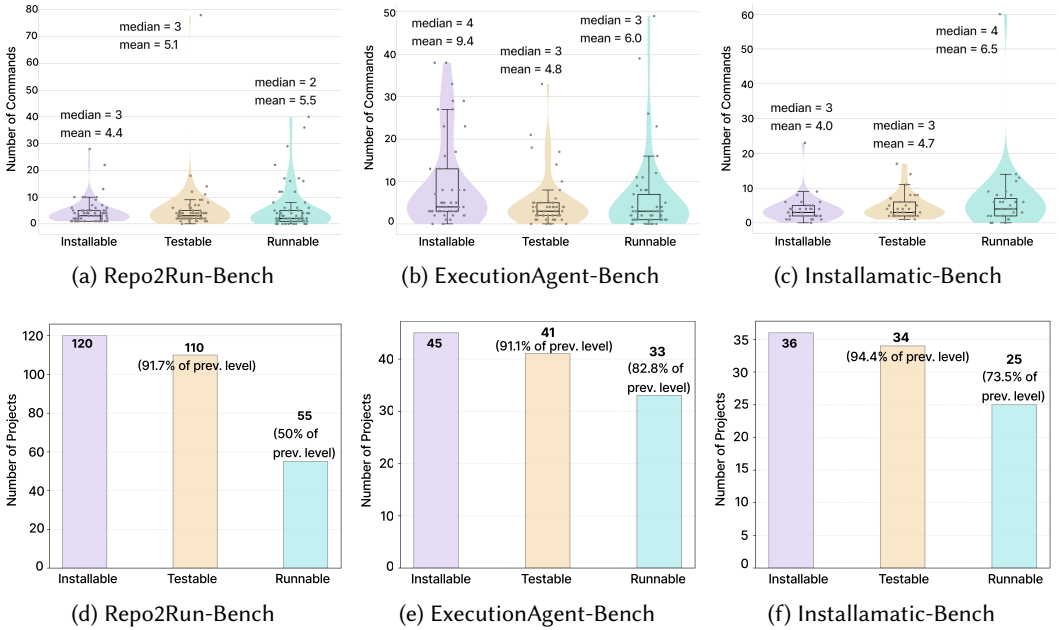 Number of Commands
80
70
60
50
40
30
20
10
0
median = 3
mean = 4.4
median = 3
mean = 5.1
median = 2
mean = 5.5
Installable
Testable
Runnable
(a) Repo2Run-Bench
Number of Commands
50
40
30
20
10
0
median = 4
mean = 9.4
median = 3
mean = 4.8
median = 3
mean = 6.0
Installable
Testable
Runnable
(b) ExecutionAgent-Bench
Number of Commands
60
50
40
30
20
10
0
median = 3
mean = 4.0
median = 3
mean = 4.7
median = 4
mean = 6.5
Installable
Testable
Runnable
(c) Installamatic-Bench
Number of Projects
120
100
80
60
40
20
0
120
110
(91.7% of prev. level)
55
(50% of
prev. level)
Installable
Testable
Runnable
(d) Repo2Run-Bench
Number of Projects
40
30
20
10
0
45
41
(91.1% of prev. level)
33
(82.8% of
prev. level)
Installable
Testable
Runnable
(e) ExecutionAgent-Bench
Number of Projects
35
30
25
20
15
10
5
0
36
34
(94.4% of prev. level)
25
(73.5% of
prev. level)
Installable
Testable
Runnable
(f) Installamatic-Bench